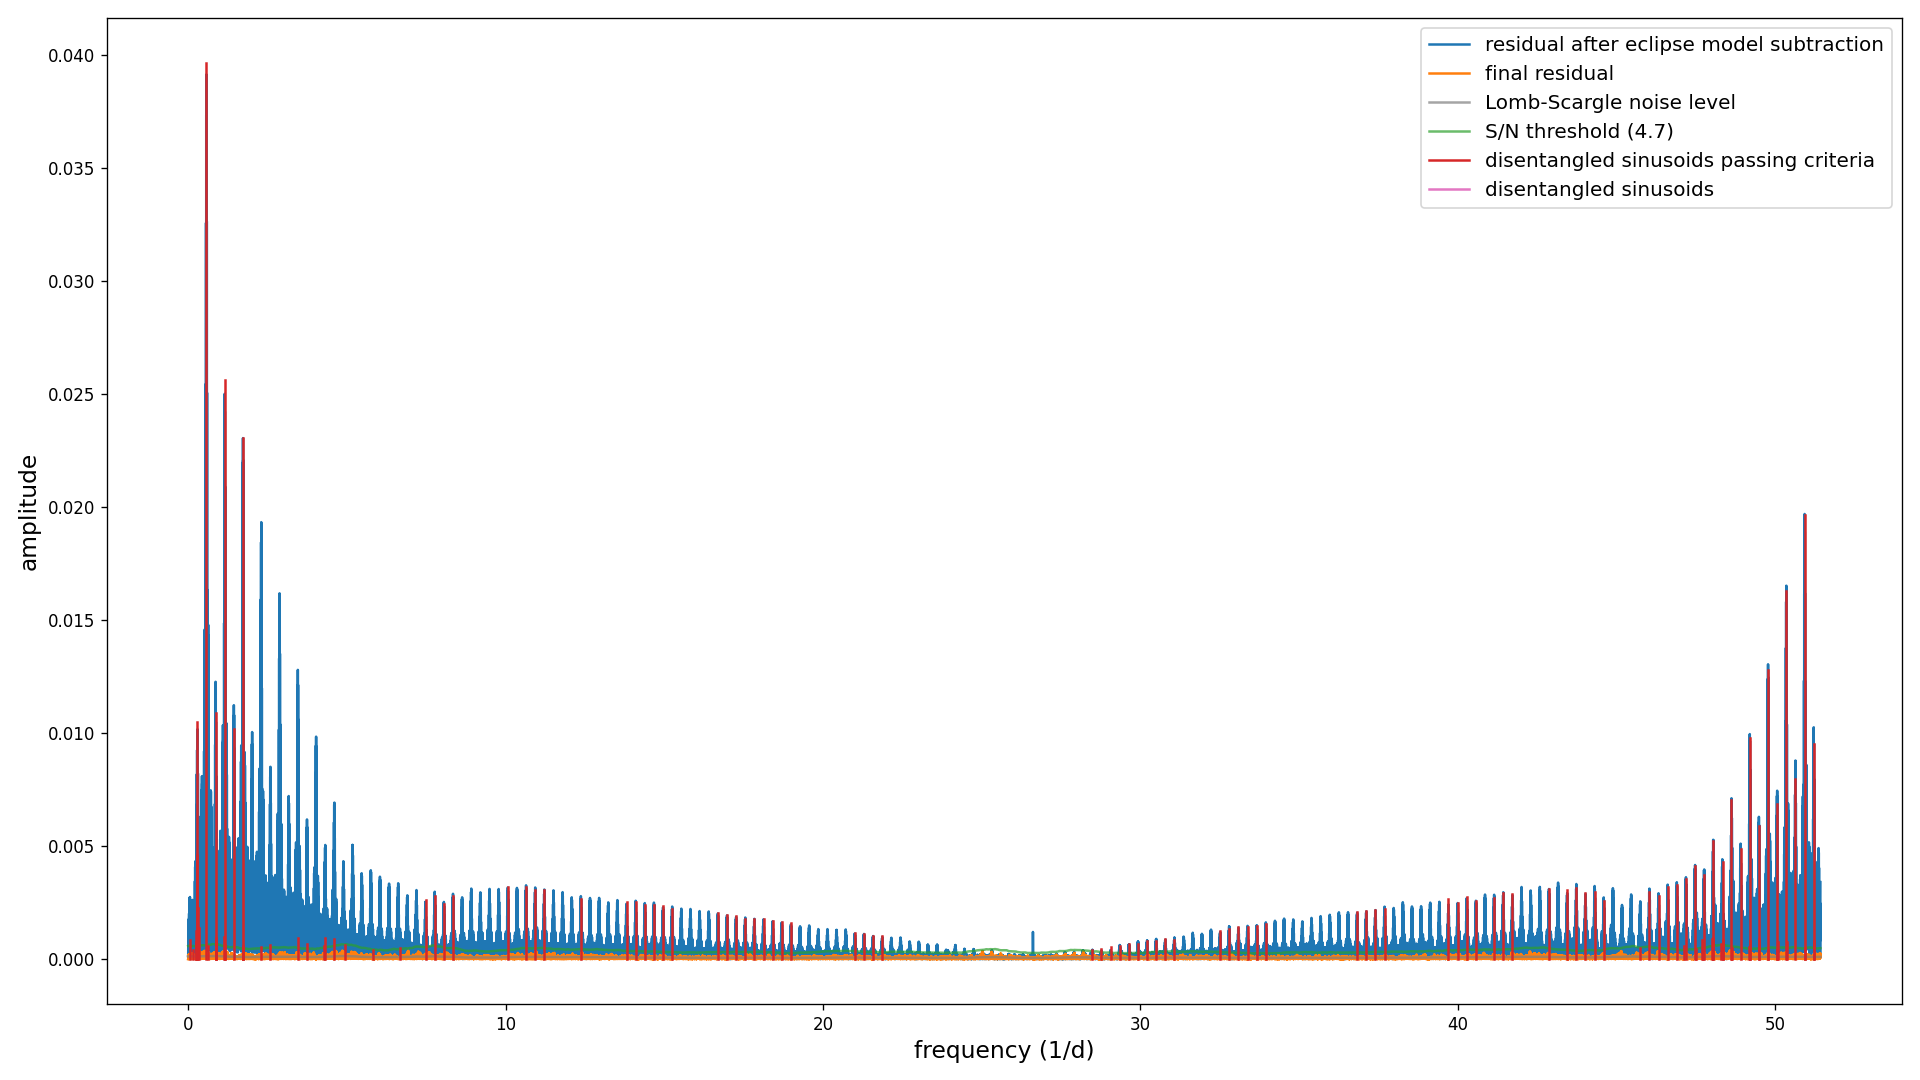 residual after eclipse model subtraction
final residual
Lomb-Scargle noise level
S/N threshold (4.7)
disentangled sinusoids passing criteria
disentangled sinusoids
0.040
0.035
0.030
0.025
0.020
0.015
0.010
0.005
0.000
amplitude
0 10 20 30 40 50
frequency (1/d)